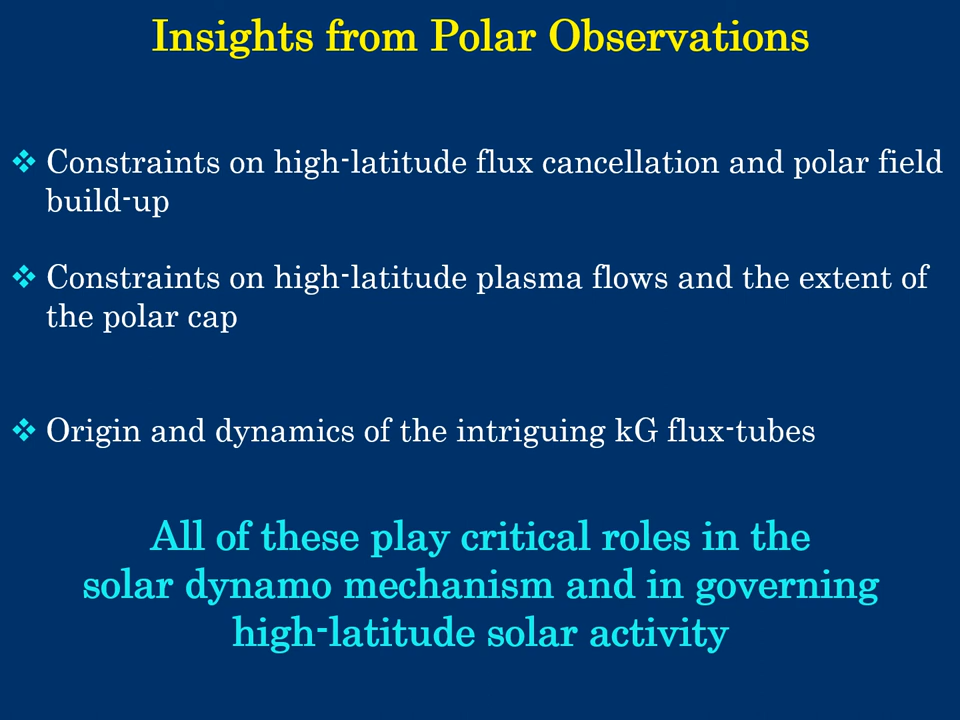 Insights from Polar Observations
❖ Constraints on high-latitude flux cancellation and polar field
build-up
❖ Constraints on high-latitude plasma flows and the extent of
the polar cap
❖ Origin and dynamics of the intriguing kG flux-tubes
All of these play critical roles in the
solar dynamo mechanism and in governing
high-latitude solar activity